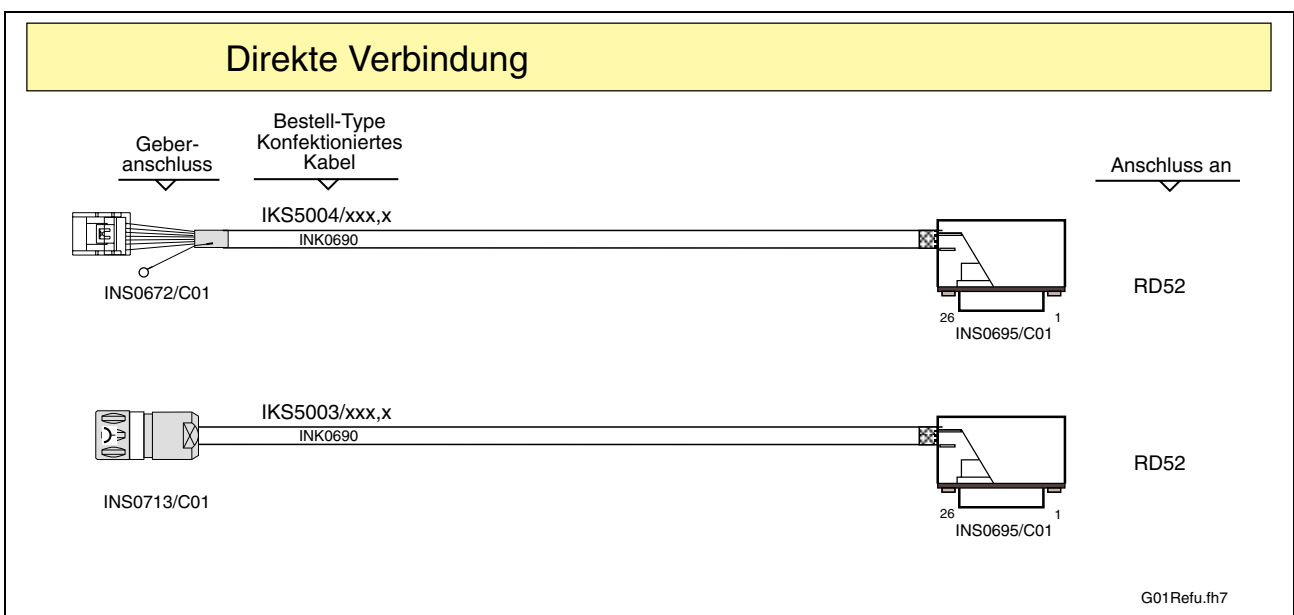 Direkte Verbindung
Geber-
anschluss
Bestell-Type
Konfektioniertes
Kabel
Anschluss an
IKS5004/xxx,x
INK0690
INS0672/C01
RD52
26
1
INS0695/C01
IKS5003/xxx,x
INK0690
INS0713/C01
RD52
26
1
INS0695/C01
G01Refu.fh7